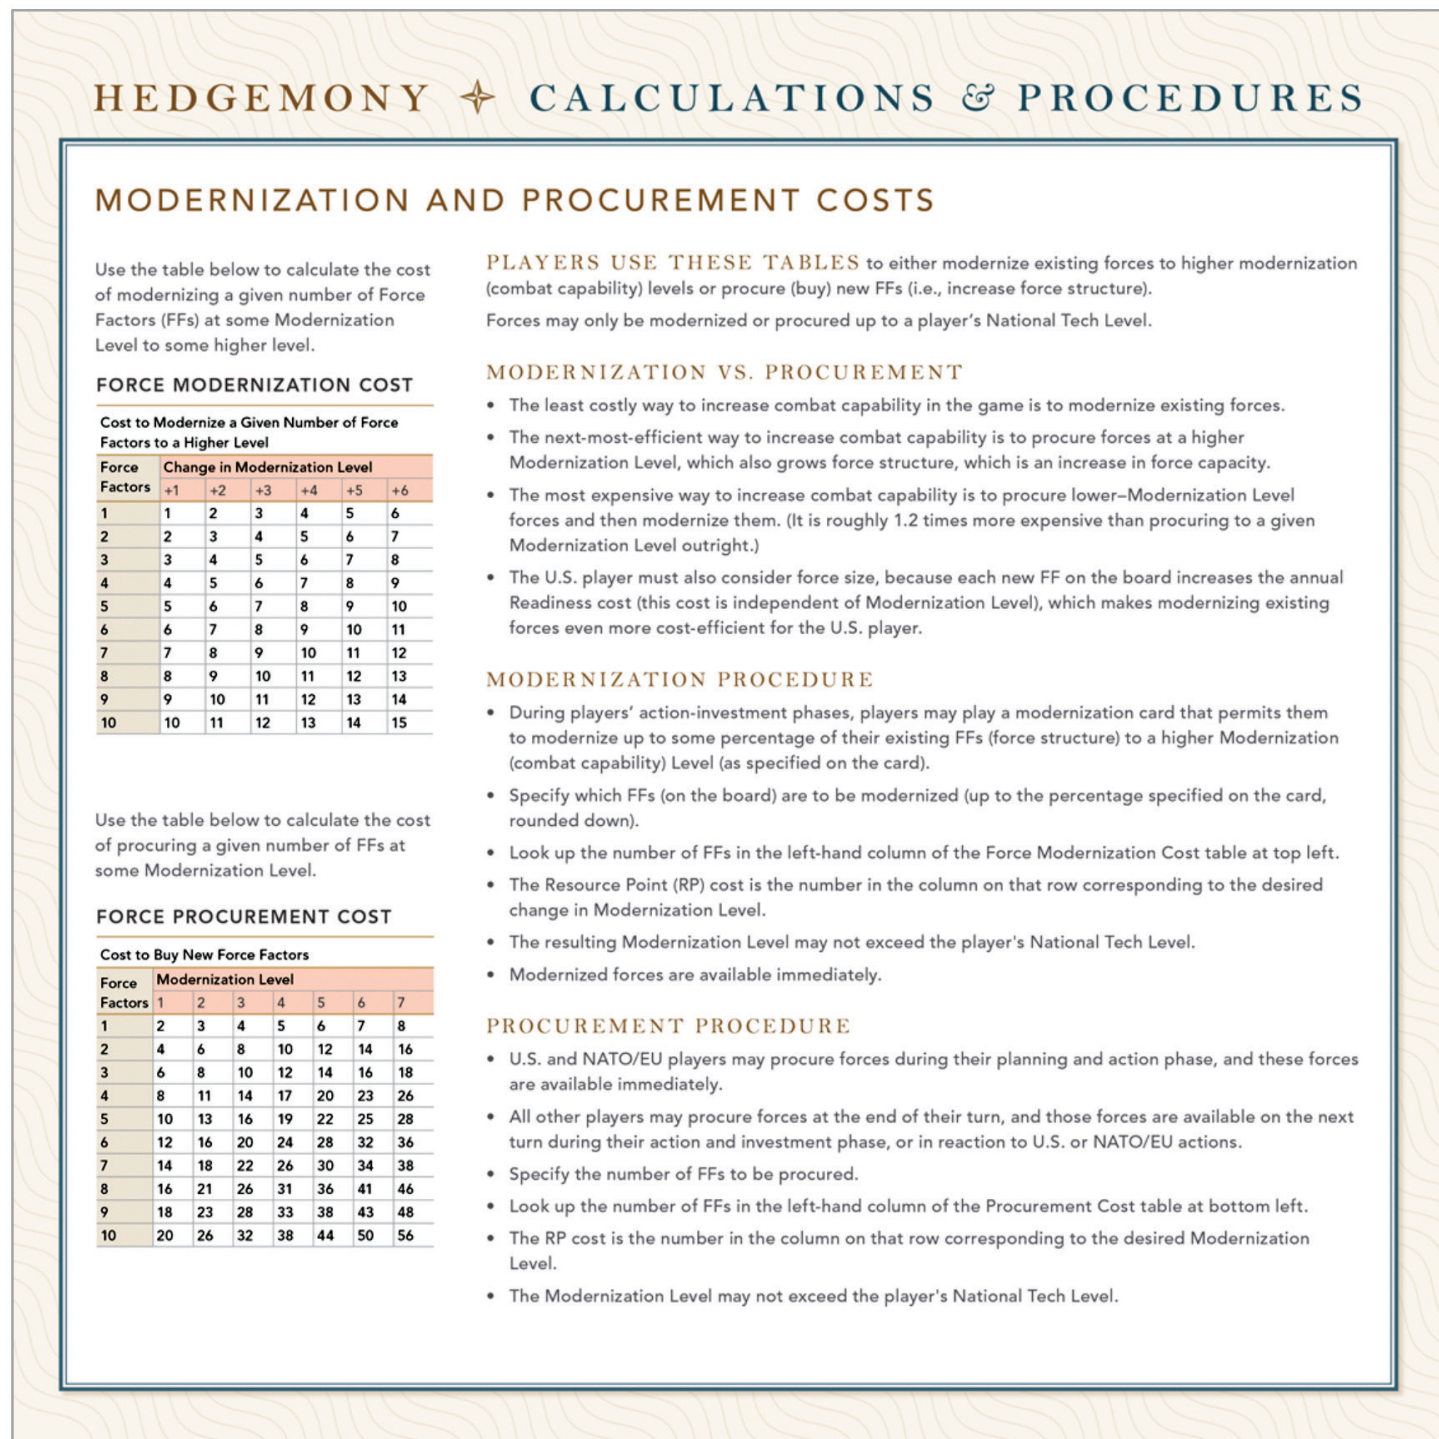 HEDGEMONY CALCULATIONS & PROCEDURES
MODERNIZATION AND PROCUREMENT COSTS
Use the table below to calculate the cost
of modernizing a given number of Force
Factors (FFs) at some Modernization
Level to some higher level.
FORCE MODERNIZATION COST
Cost to Modernize a Given Number of Force
Factors to a Higher Level
Force Change in Modernization Level
Factors +1 +2 +3 +4 +5 +6
1 1 2 3 4 5 6
2 2 3 4 5 6 7
3 3 4 5 6 7 8
4 4 5 6 7 8 9
5 5 6 7 8 9 10
6 6 7 8 9 10 11
7 7 8 9 10 11 12
8 8 9 10 11 12 13
9 9 10 11 12 13 14
10 10 11 12 13 14 15
Use the table below to calculate the cost
of procuring a given number of FFs at
some Modernization Level.
FORCE PROCUREMENT COST
Cost to Buy New Force Factors
Force Modernization Level
Factors 1 2 3 4 5 6 7
1 2 3 4 5 6 7 8
2 4 6 8 10 12 14 16
3 6 8 10 12 14 16 18
4 8 11 14 17 20 23 26
5 10 13 16 19 22 25 28
6 12 16 20 24 28 32 36
7 14 18 22 26 30 34 38
8 16 21 26 31 36 41 46
9 18 23 28 33 38 43 48
10 20 26 32 38 44 50 56
PLAYERS USE THESE TABLES to either modernize existing forces to higher modernization
(combat capability) levels or procure (buy) new FFs (i.e., increase force structure).
Forces may only be modernized or procured up to a player’s National Tech Level.
MODERNIZATION VS. PROCUREMENT
• The least costly way to increase combat capability in the game is to modernize existing forces.
• The next-most-efficient way to increase combat capability is to procure forces at a higher
Modernization Level, which also grows force structure, which is an increase in force capacity.
• The most expensive way to increase combat capability is to procure lower–Modernization Level
forces and then modernize them. (It is roughly 1.2 times more expensive than procuring to a given
Modernization Level outright.)
• The U.S. player must also consider force size, because each new FF on the board increases the annual
Readiness cost (this cost is independent of Modernization Level), which makes modernizing existing
forces even more cost-efficient for the U.S. player.
MODERNIZATION PROCEDURE
• During players’ action-investment phases, players may play a modernization card that permits them
to modernize up to some percentage of their existing FFs (force structure) to a higher Modernization
(combat capability) Level (as specified on the card).
• Specify which FFs (on the board) are to be modernized (up to the percentage specified on the card,
rounded down).
• Look up the number of FFs in the left-hand column of the Force Modernization Cost table at top left.
• The Resource Point (RP) cost is the number in the column on that row corresponding to the desired
change in Modernization Level.
• The resulting Modernization Level may not exceed the player's National Tech Level.
• Modernized forces are available immediately.
PROCUREMENT PROCEDURE
• U.S. and NATO/EU players may procure forces during their planning and action phase, and these forces
are available immediately.
• All other players may procure forces at the end of their turn, and those forces are available on the next
turn during their action and investment phase, or in reaction to U.S. or NATO/EU actions.
• Specify the number of FFs to be procured.
• Look up the number of FFs in the left-hand column of the Procurement Cost table at bottom left.
• The RP cost is the number in the column on that row corresponding to the desired Modernization
Level.
• The Modernization Level may not exceed the player's National Tech Level.